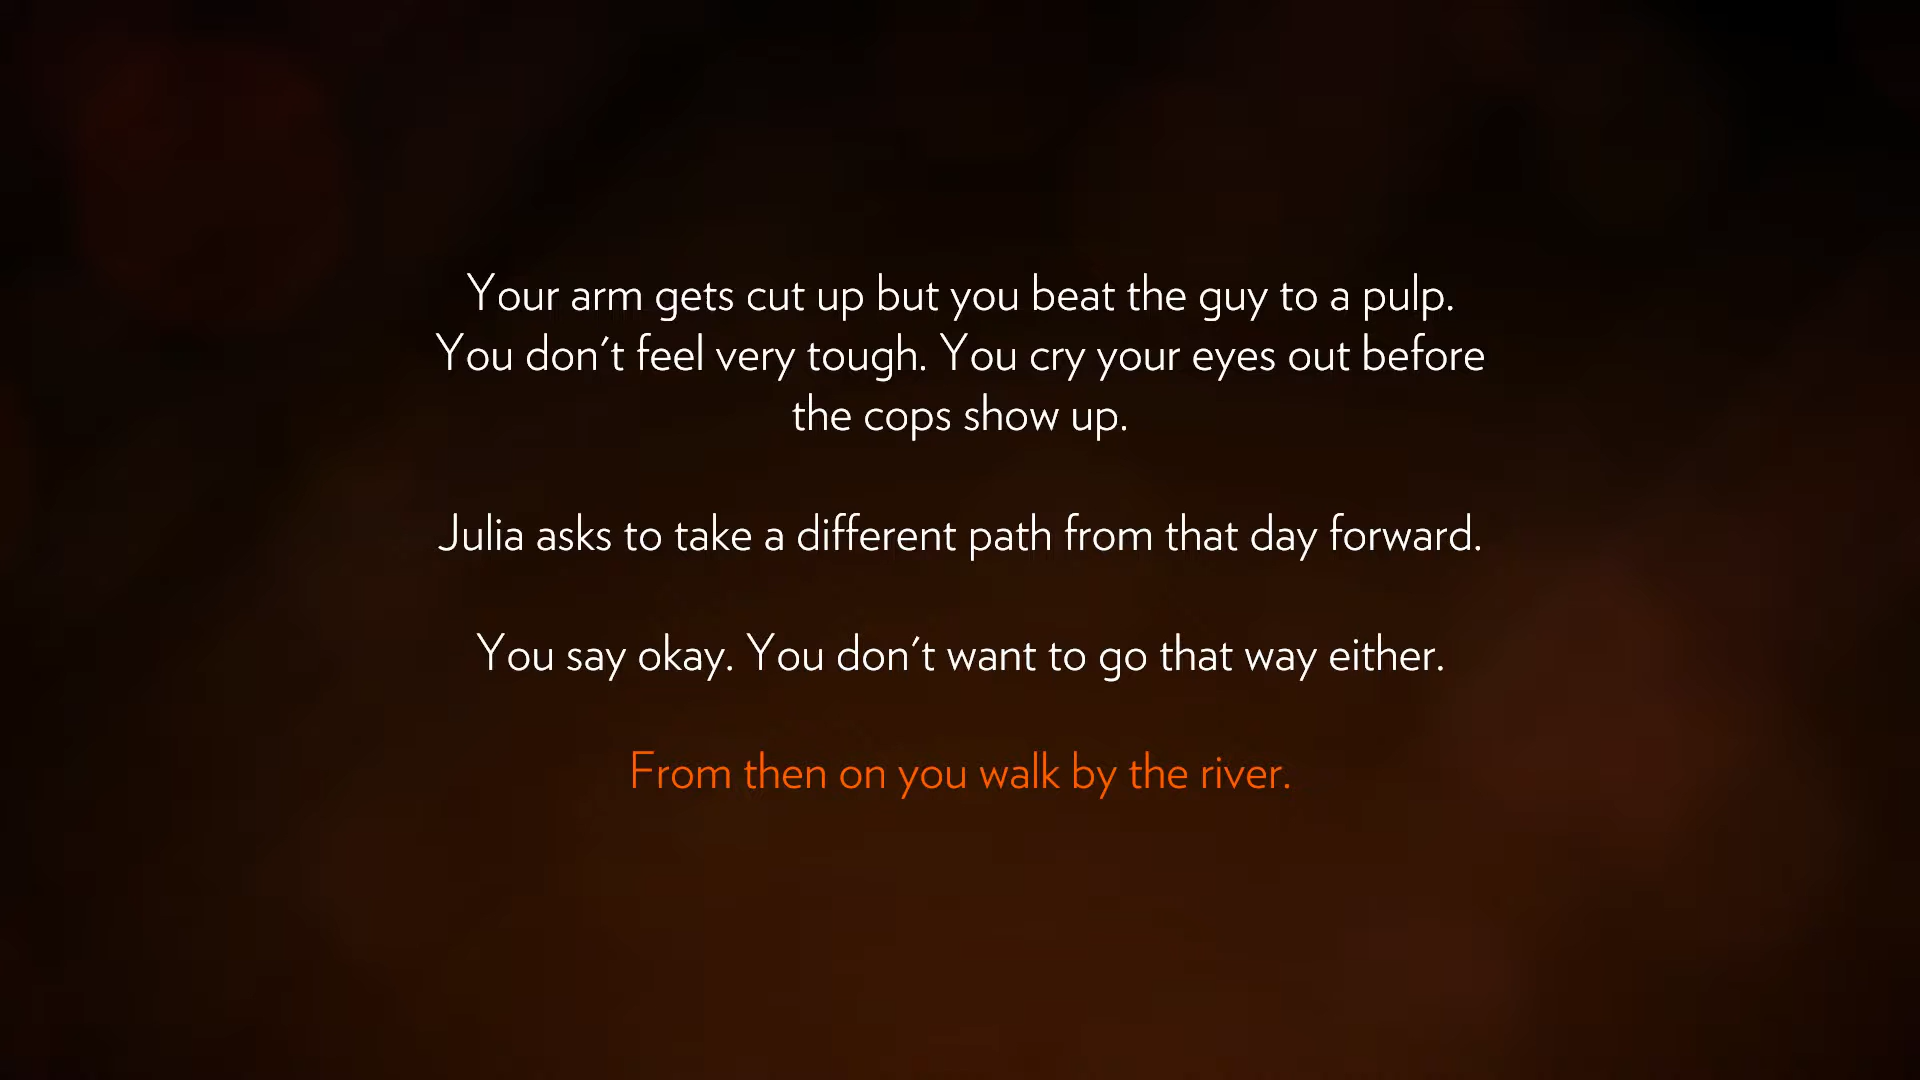 Your arm gets cut up but you beat the guy to a pulp.
You don't feel very tough. You cry your eyes out before
the cops show up.
Julia asks to take a different path from that day forward.
You say okay. You don't want to go that way either.
From then on you walk by the river.